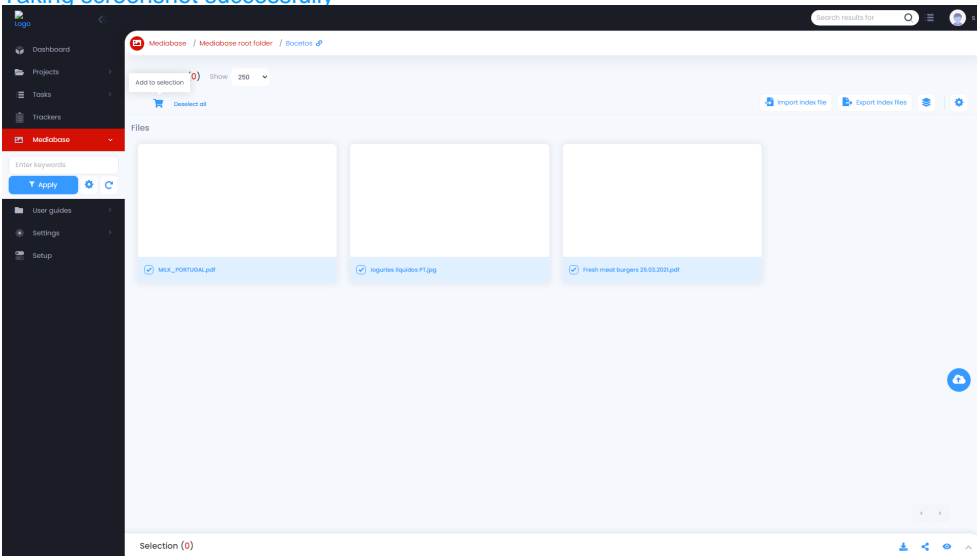 Taking screenshot successfully
Logo
Search results for
s
Dashboard
Projects
Tasks
Trackers
Mediabase
Enter keywords
Apply
User guides
Settings
Setup
Mediabase / Mediabase root folder / Bocetos
Add to selection
0) Show 250
Deselect all
Import index file Export index files
Files
MILK_PORTUGAL.pdf
Iogurtes líquidos PT.jpg
Fresh meat burgers 29.03.2021.pdf
Selection (0)